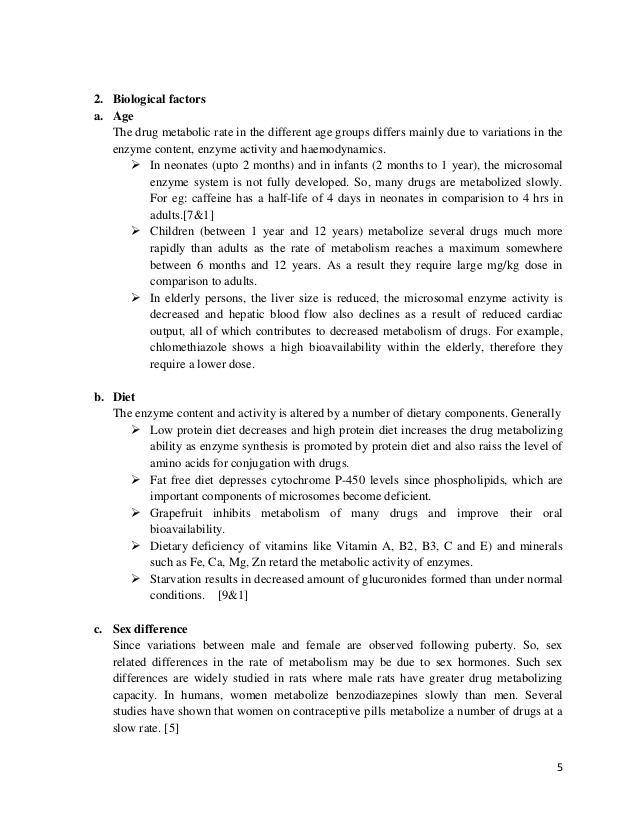 2. Biological factors
a. Age
The drug metabolic rate in the different age groups differs mainly due to variations in the
enzyme content, enzyme activity and haemodynamics.
➢ In neonates (upto 2 months) and in infants (2 months to 1 year), the microsomal
enzyme system is not fully developed. So, many drugs are metabolized slowly.
For eg: caffeine has a half-life of 4 days in neonates in comparision to 4 hrs in
adults.[7&1]
➢ Children (between 1 year and 12 years) metabolize several drugs much more
rapidly than adults as the rate of metabolism reaches a maximum somewhere
between 6 months and 12 years. As a result they require large mg/kg dose in
comparison to adults.
➢ In elderly persons, the liver size is reduced, the microsomal enzyme activity is
decreased and hepatic blood flow also declines as a result of reduced cardiac
output, all of which contributes to decreased metabolism of drugs. For example,
chlomethiazole shows a high bioavailability within the elderly, therefore they
require a lower dose.
b. Diet
The enzyme content and activity is altered by a number of dietary components. Generally
➢ Low protein diet decreases and high protein diet increases the drug metabolizing
ability as enzyme synthesis is promoted by protein diet and also raiss the level of
amino acids for conjugation with drugs.
➢ Fat free diet depresses cytochrome P-450 levels since phospholipids, which are
important components of microsomes become deficient.
➢ Grapefruit inhibits metabolism of many drugs and improve their oral
bioavailability.
➢ Dietary deficiency of vitamins like Vitamin A, B2, B3, C and E) and minerals
such as Fe, Ca, Mg, Zn retard the metabolic activity of enzymes.
➢ Starvation results in decreased amount of glucuronides formed than under normal
conditions. [9&1]
c. Sex difference
Since variations between male and female are observed following puberty. So, sex
related differences in the rate of metabolism may be due to sex hormones. Such sex
differences are widely studied in rats where male rats have greater drug metabolizing
capacity. In humans, women metabolize benzodiazepines slowly than men. Several
studies have shown that women on contraceptive pills metabolize a number of drugs at a
slow rate. [5]
5